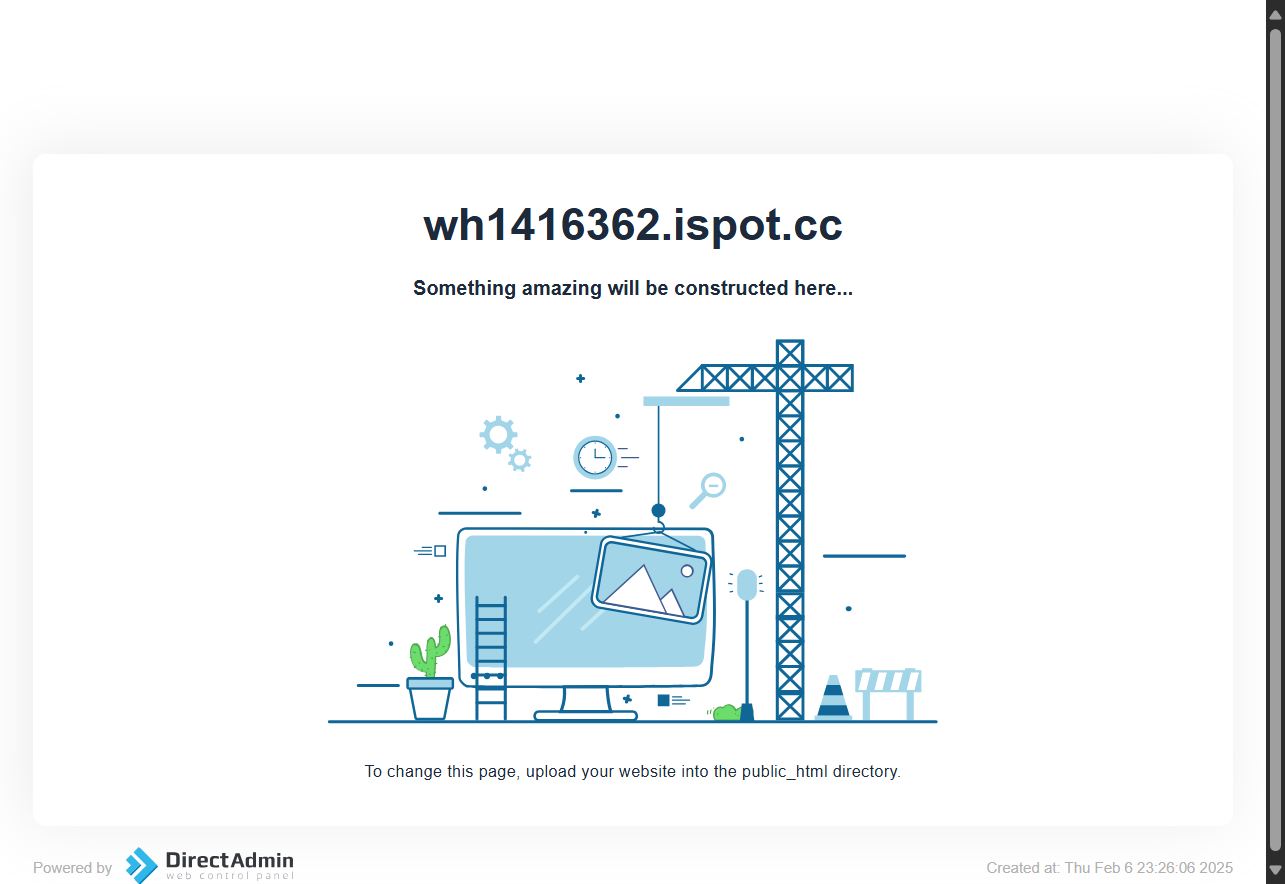 wh1416362.ispot.cc
Something amazing will be constructed here...
To change this page, upload your website into the public_html directory.
Powered by DirectAdmin
web control panel
Created at: Thu Feb 6 23:26:06 2025